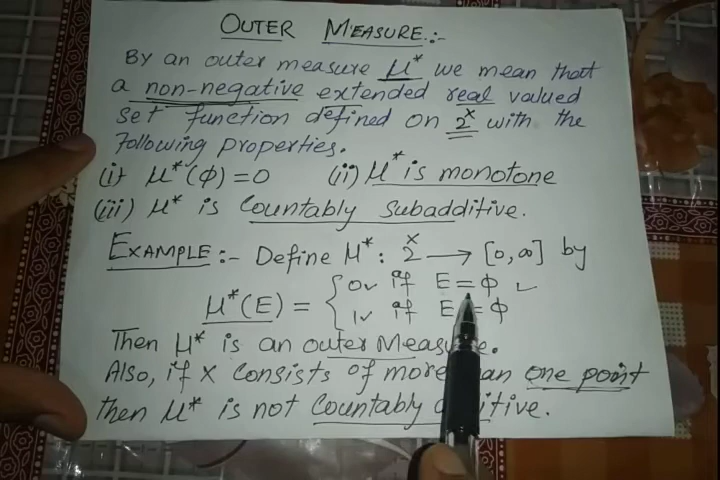 OUTER MEASURE:-
By an outer measure μ* we mean that
a non-negative extended real valued
set function defined on 2^X with the
following properties.
(i) μ*(ϕ)=0 (ii) μ* is monotone
(iii) μ* is countably subadditive.
EXAMPLE:- Define μ*: 2^X → [0,∞] by
μ*(E) = { 0 if E=ϕ
1 if E ϕ
Then μ* is an outer Measure.
Also, if X consists of more one point
then μ* is not Countably